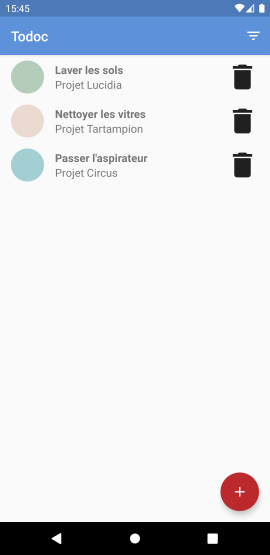 15:45
Todoc
Laver les sols
Projet Lucidia
Nettoyer les vitres
Projet Tartampion
Passer l'aspirateur
Projet Circus